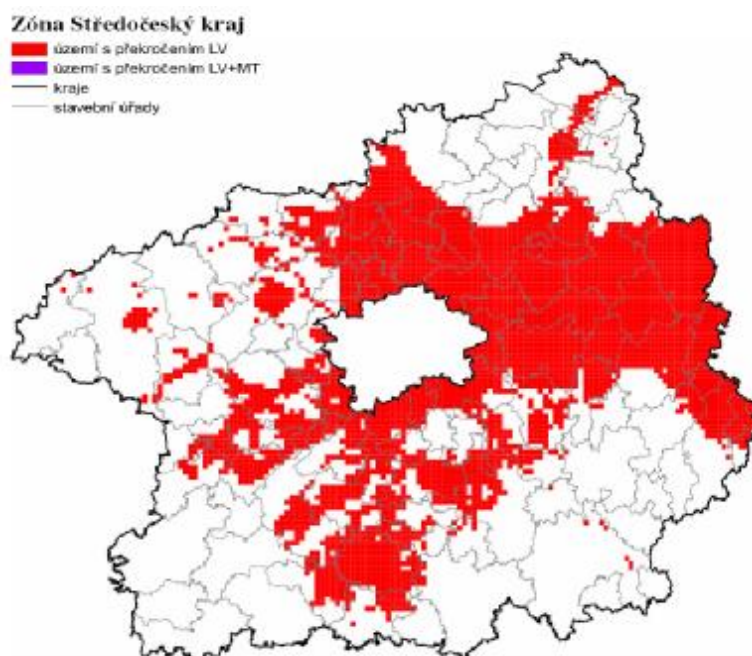 Zóna Středočeský kraj
území s překročením LV
území s překročením LV+MT
kraje
stavební úřady